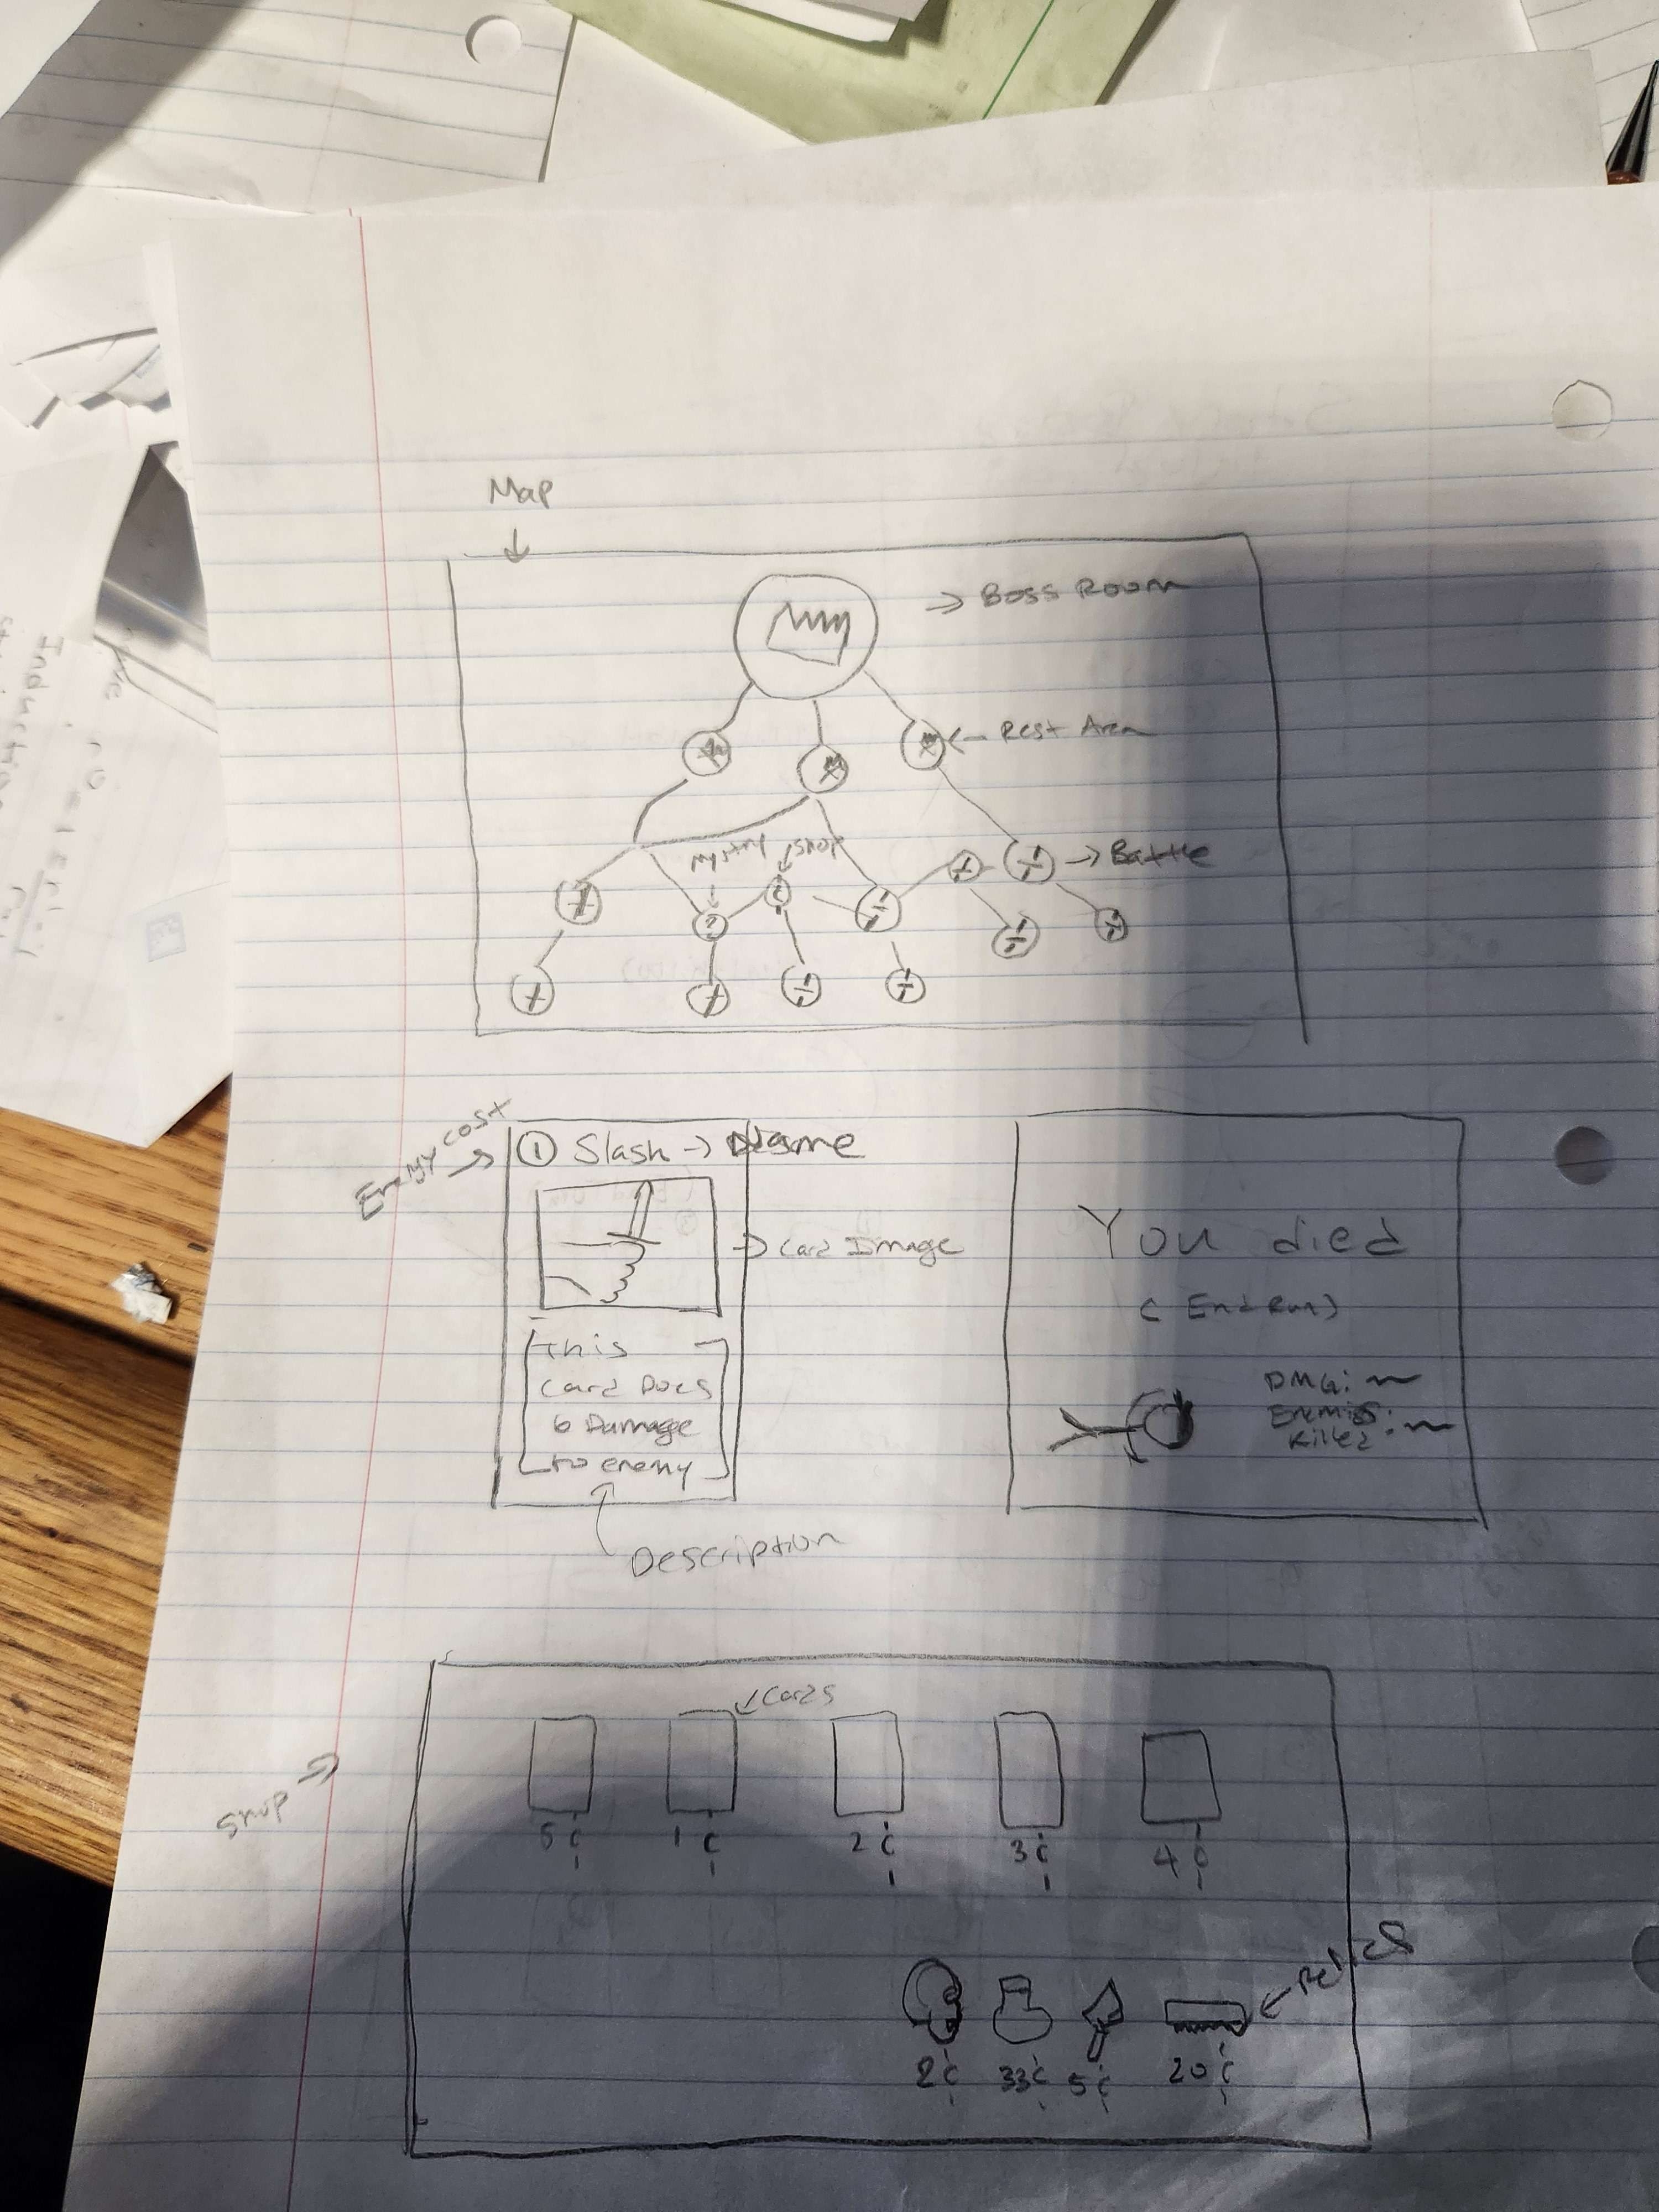 Map
→ Boss Room
← Rest Area
Mystry
Shop
→ Battle
?
Energy cost
① Slash → Name
→ Card Image
This
Card Does
6 Damage
to enemy
Description
You died
( End Run)
DMG:
Enemies
Killed:
Shop →
Cards
5¢ 1¢ 2¢ 3¢ 4¢
← Relics
2¢ 33¢ 5¢ 20¢